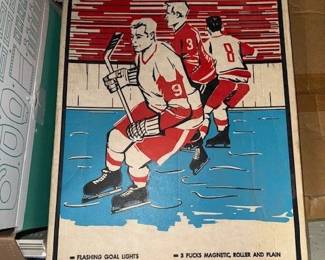 3
8
9
FLASHING GOAL LIGHTS
3 PUCKS MAGNETIC, ROLLER AND PLAIN